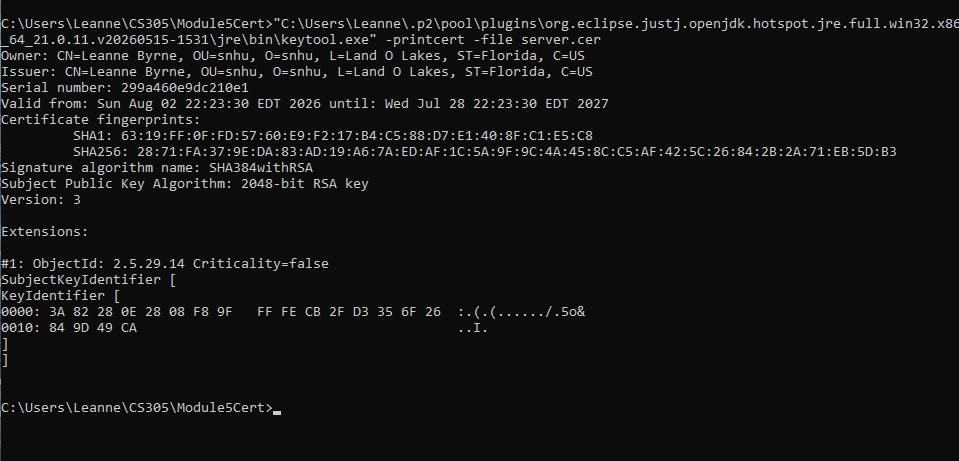 C:\Users\Leanne\CS305\Module5Cert>"C:\Users\Leanne\.p2\pool\plugins\org.eclipse.justj.openjdk.hotspot.jre.full.win32.x86
_64_21.0.11.v20260515-1531\jre\bin\keytool.exe" -printcert -file server.cer
Owner: CN=Leanne Byrne, OU=snhu, O=snhu, L=Land O Lakes, ST=Florida, C=US
Issuer: CN=Leanne Byrne, OU=snhu, O=snhu, L=Land O Lakes, ST=Florida, C=US
Serial number: 299a460e9dc210e1
Valid from: Sun Aug 02 22:23:30 EDT 2026 until: Wed Jul 28 22:23:30 EDT 2027
Certificate fingerprints:
         SHA1: 63:19:FF:0F:FD:57:60:E9:F2:17:B4:C5:88:D7:E1:40:8F:C1:E5:C8
         SHA256: 28:71:FA:37:9E:DA:83:AD:19:A6:7A:ED:AF:1C:5A:9F:9C:4A:45:8C:C5:AF:42:5C:26:84:2B:2A:71:EB:5D:B3
Signature algorithm name: SHA384withRSA
Subject Public Key Algorithm: 2048-bit RSA key
Version: 3

Extensions:

#1: ObjectId: 2.5.29.14 Criticality=false
SubjectKeyIdentifier [
KeyIdentifier [
0000: 3A 82 28 0E 28 08 F8 9F   FF FE CB 2F D3 35 6F 26  :.(.(....../.5o&
0010: 84 9D 49 CA                                        ..I.
]
]

C:\Users\Leanne\CS305\Module5Cert>